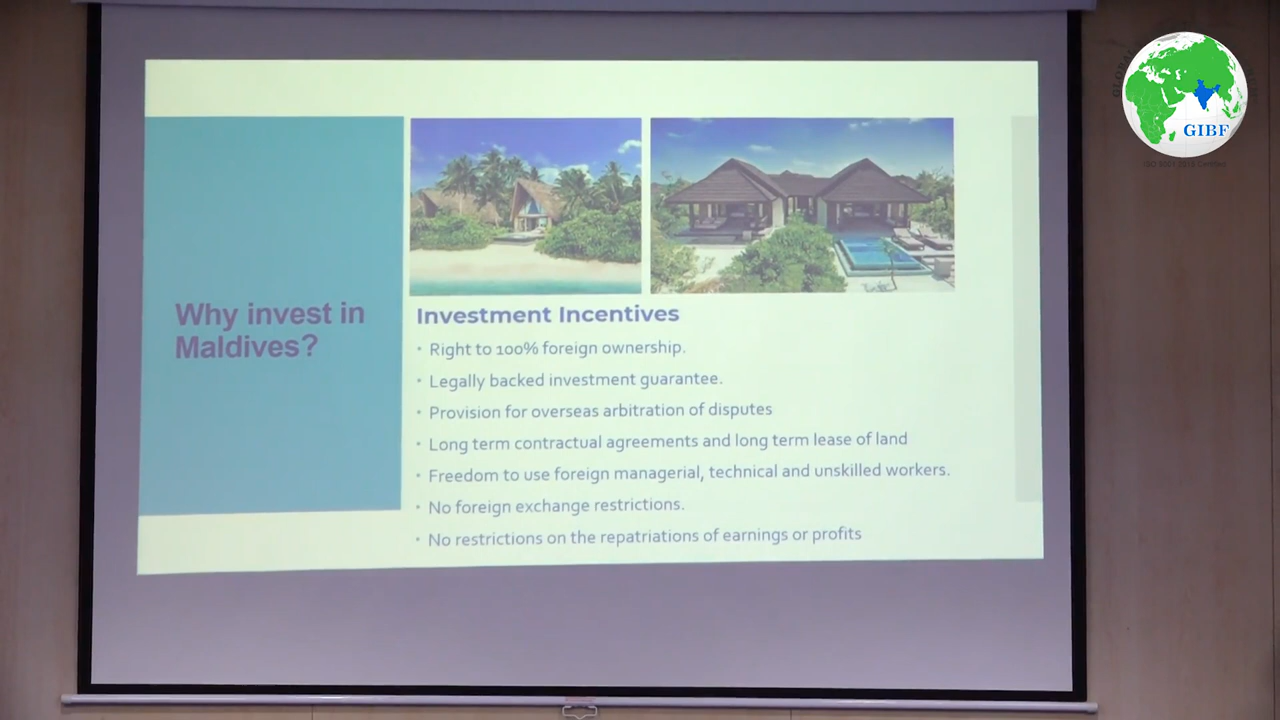 Why invest in
Maldives?
Investment Incentives
• Right to 100% foreign ownership.
• Legally backed investment guarantee.
• Provision for overseas arbitration of disputes
• Long term contractual agreements and long term lease of land
• Freedom to use foreign managerial, technical and unskilled workers.
• No foreign exchange restrictions.
• No restrictions on the repatriations of earnings or profits
GIBF